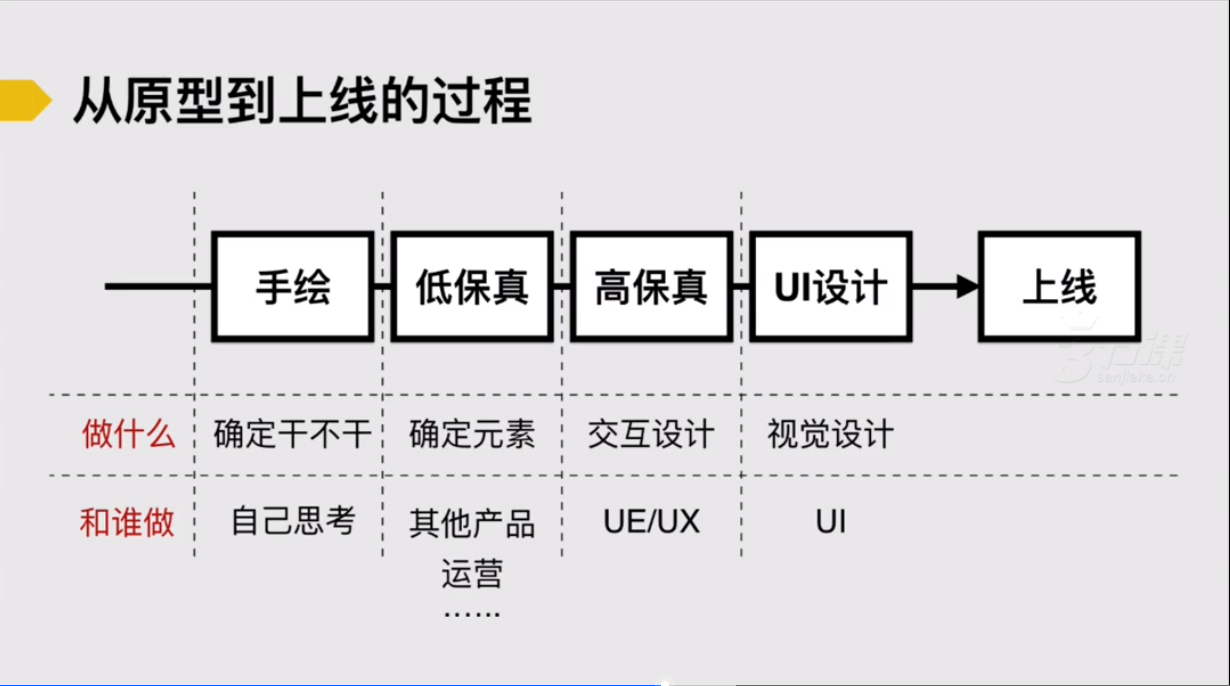 从原型到上线的过程
手绘
低保真
高保真
UI设计
上线
sanjieke.cn
做什么
确定干不干
确定元素
交互设计
视觉设计
和谁做
自己思考
其他产品
运营
……
UE/UX
UI